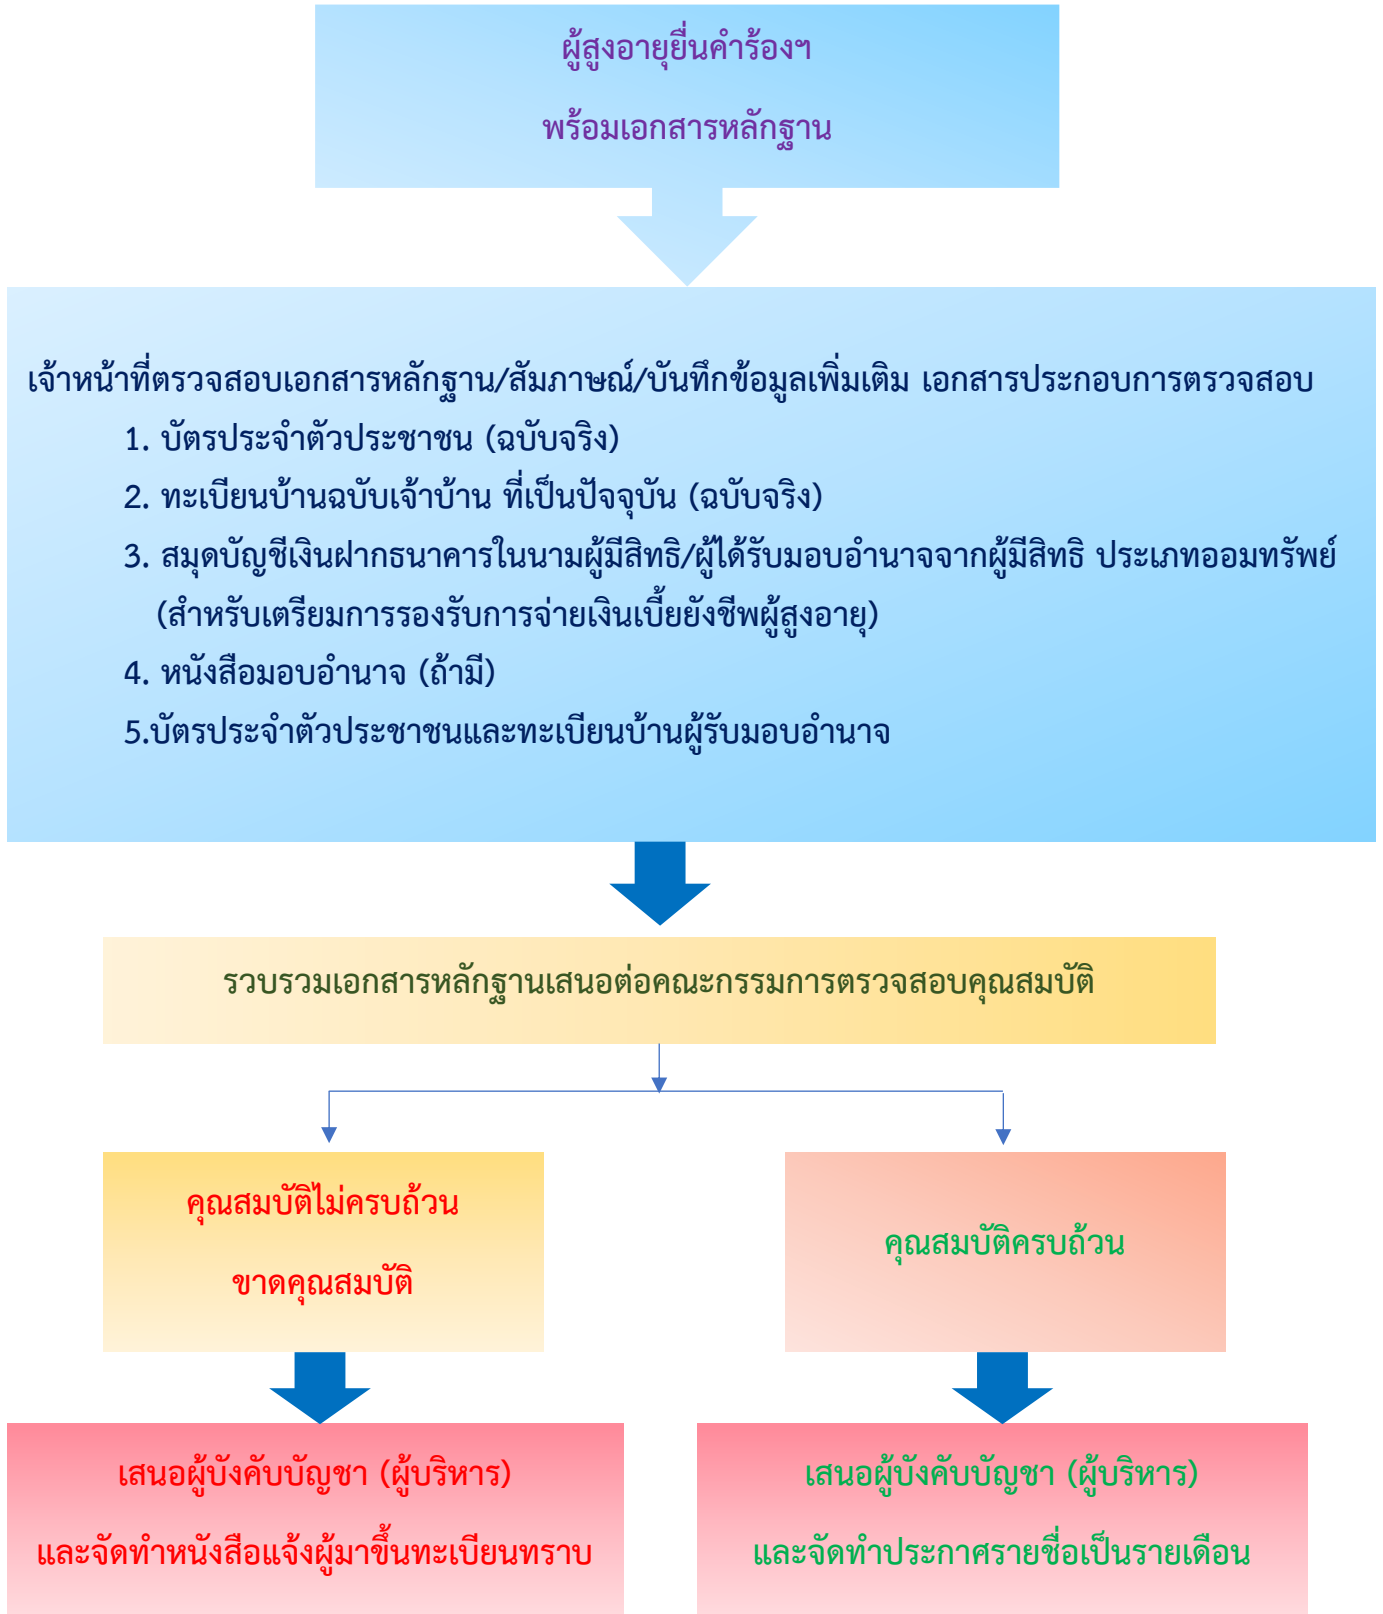 ผู้สูงอายุยื่นคำร้องฯ
พร้อมเอกสารหลักฐาน
เจ้าหน้าที่ตรวจสอบเอกสารหลักฐาน/สัมภาษณ์/บันทึกข้อมูลเพิ่มเติม เอกสารประกอบการตรวจสอบ
1. บัตรประจำตัวประชาชน (ฉบับจริง)
2. ทะเบียนบ้านฉบับเจ้าบ้าน ที่เป็นปัจจุบัน (ฉบับจริง)
3. สมุดบัญชีเงินฝากธนาคารในนามผู้มีสิทธิ/ผู้ได้รับมอบอำนาจจากผู้มีสิทธิ ประเภทออมทรัพย์
(สำหรับเตรียมการรองรับการจ่ายเงินเบี้ยยังชีพผู้สูงอายุ)
4. หนังสือมอบอำนาจ (ถ้ามี)
5.บัตรประจำตัวประชาชนและทะเบียนบ้านผู้รับมอบอำนาจ
รวบรวมเอกสารหลักฐานเสนอต่อคณะกรรมการตรวจสอบคุณสมบัติ
คุณสมบัติไม่ครบถ้วน
ขาดคุณสมบัติ
คุณสมบัติครบถ้วน
เสนอผู้บังคับบัญชา (ผู้บริหาร)
และจัดทำหนังสือแจ้งผู้มาขึ้นทะเบียนทราบ
เสนอผู้บังคับบัญชา (ผู้บริหาร)
และจัดทำประกาศรายชื่อเป็นรายเดือน